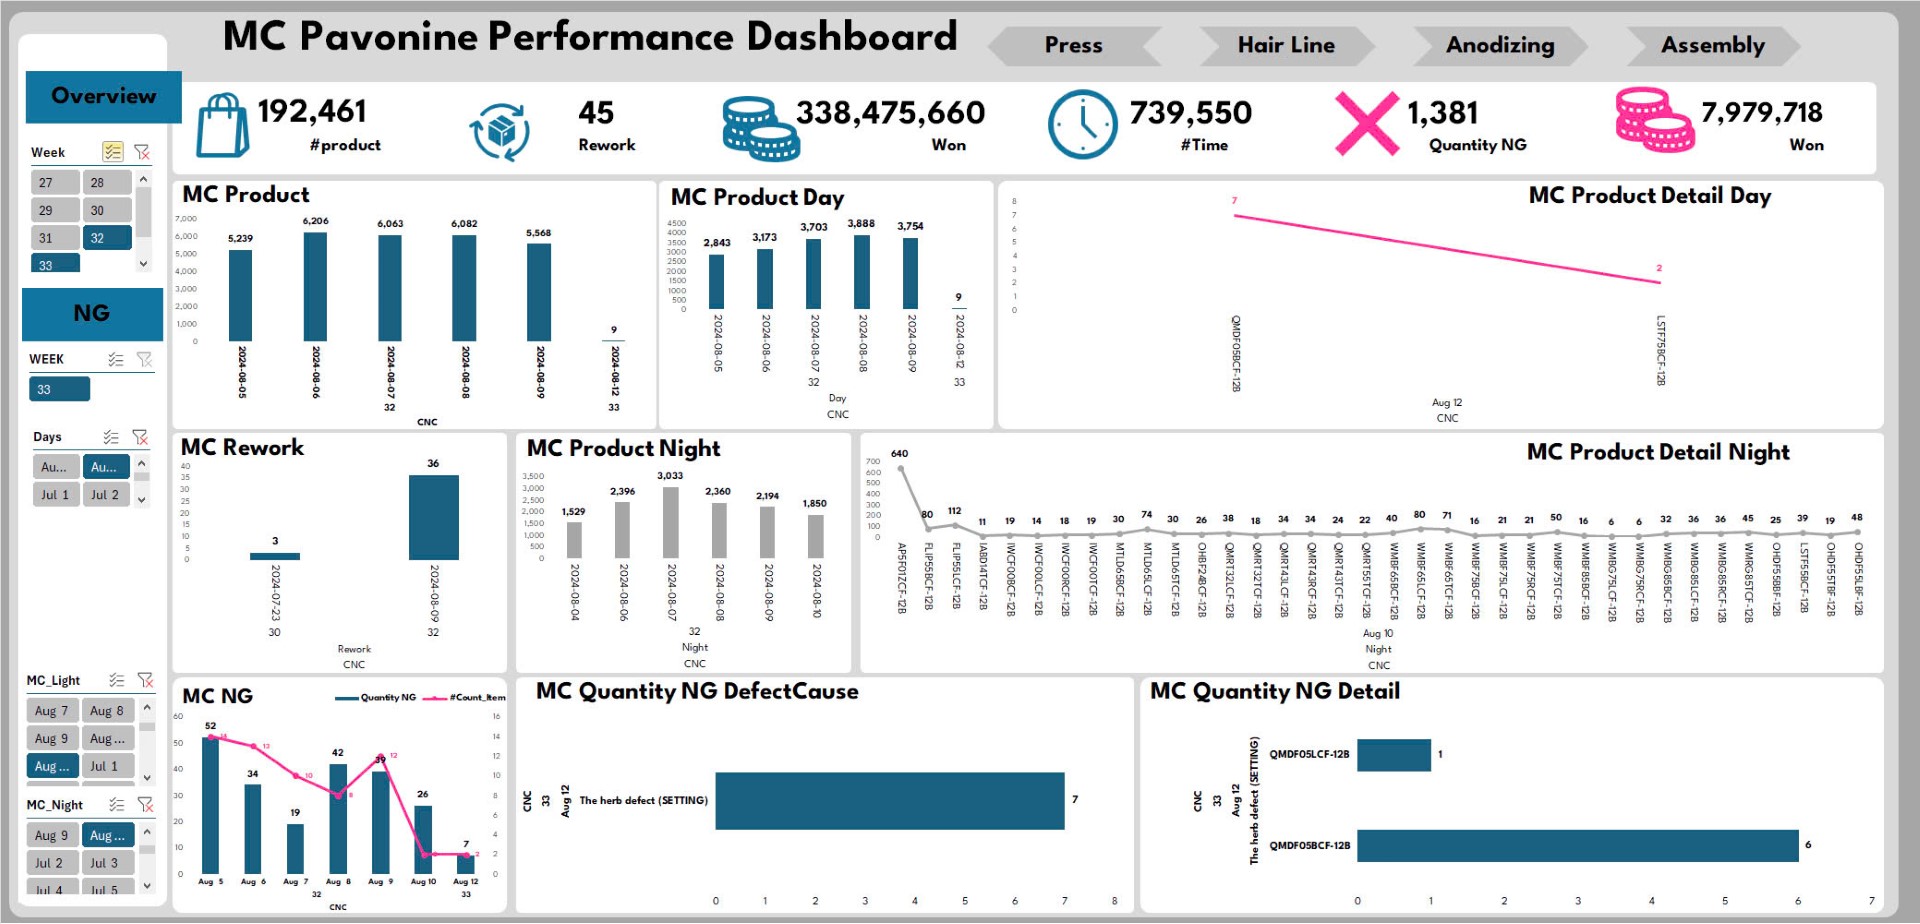 MC Pavonine Performance Dashboard
Press
Hair Line
Anodizing
Assembly
Overview
192,461
#product
45
Rework
338,475,660
Won
739,550
#Time
1,381
Quantity NG
7,979,718
Won
Week
27 28
29 30
31 32
33
NG
WEEK
33
Days
Au... Au...
Jul 1 Jul 2
MC_Light
Aug 7 Aug 8
Aug 9 Aug ...
Aug ... Jul 1
MC_Night
Aug 9 Aug ...
Jul 2 Jul 3
Jul 4 Jul 5
MC Product
7,000
6,000
5,000
4,000
3,000
2,000
1,000
0
5,239 6,206 6,063 6,082 5,568 9
2024-08-05 2024-08-06 2024-08-07 2024-08-08 2024-08-09 2024-08-12
32 33
CNC
MC Product Day
4500
4000
3500
3000
2500
2000
1500
1000
500
0
2,843 3,173 3,703 3,888 3,754 9
2024-08-05 2024-08-06 2024-08-07 2024-08-08 2024-08-09 2024-08-12
32 33
Day
CNC
MC Product Detail Day
8
7
6
5
4
3
2
1
0
7 2
QMDF05BCF-12B LSTF75BCF-12B
Aug 12
CNC
MC Rework
40
35
30
25
20
15
10
5
0
3 36
2024-07-23 2024-08-09
30 32
Rework
CNC
MC Product Night
3,500
3,000
2,500
2,000
1,500
1,000
500
0
1,529 2,396 3,033 2,360 2,194 1,850
2024-08-04 2024-08-06 2024-08-07 2024-08-08 2024-08-09 2024-08-10
32
Night
CNC
MC Product Detail Night
700
600
500
400
300
200
100
0
640 80 112 11 19 14 18 19 30 74 30 26 38 18 34 34 24 22 40 80 71 16 21 21 50 16 6 6 32 36 36 45 25 39 19 48
FLIP55BCF-12B FLIP55LCF-12B IABD14TCF-12B IWCF00BCF-12B IWCF00LCF-12B IWCF00RCF-12B IWCF00TCF-12B MTLD65BCF-12B MTLD65LCF-12B MTLD65TCF-12B OHBF24BCF-12B QMRT32LCF-12B QMRT32TCF-12B QMRT43LCF-12B QMRT43RCF-12B QMRT43TCF-12B QMRT55TCF-12B WMBF65BCF-12B WMBF65LCF-12B WMBF65TCF-12B WMBF75BCF-12B WMBF75LCF-12B WMBF75RCF-12B WMBF75TCF-12B WMBF85BCF-12B WMBG75LCF-12B WMBG75RCF-12B WMBG85BCF-12B WMBG85LCF-12B WMBG85RCF-12B WMBG85TCF-12B OHDF55BBF-12B LSTF55BCF-12B OHDF55TBF-12B OHDF55LBF-12B
Aug 10
Night
CNC
MC NG
Quantity NG #Count_Item
60
50
40
30
20
10
0
52 34 19 42 39 26 7
14 13 10 8 12 2
16
14
12
10
8
6
4
2
0
Aug 5 Aug 6 Aug 7 Aug 8 Aug 9 Aug 10 Aug 12
32 33
CNC
MC Quantity NG DefectCause
CNC
33
Aug 12
The herb defect (SETTING)
7
0 1 2 3 4 5 6 7 8
MC Quantity NG Detail
CNC
33
Aug 12
The herb defect (SETTING)
QMDF05LCF-12B
1
QMDF05BCF-12B
6
0 1 2 3 4 5 6 7